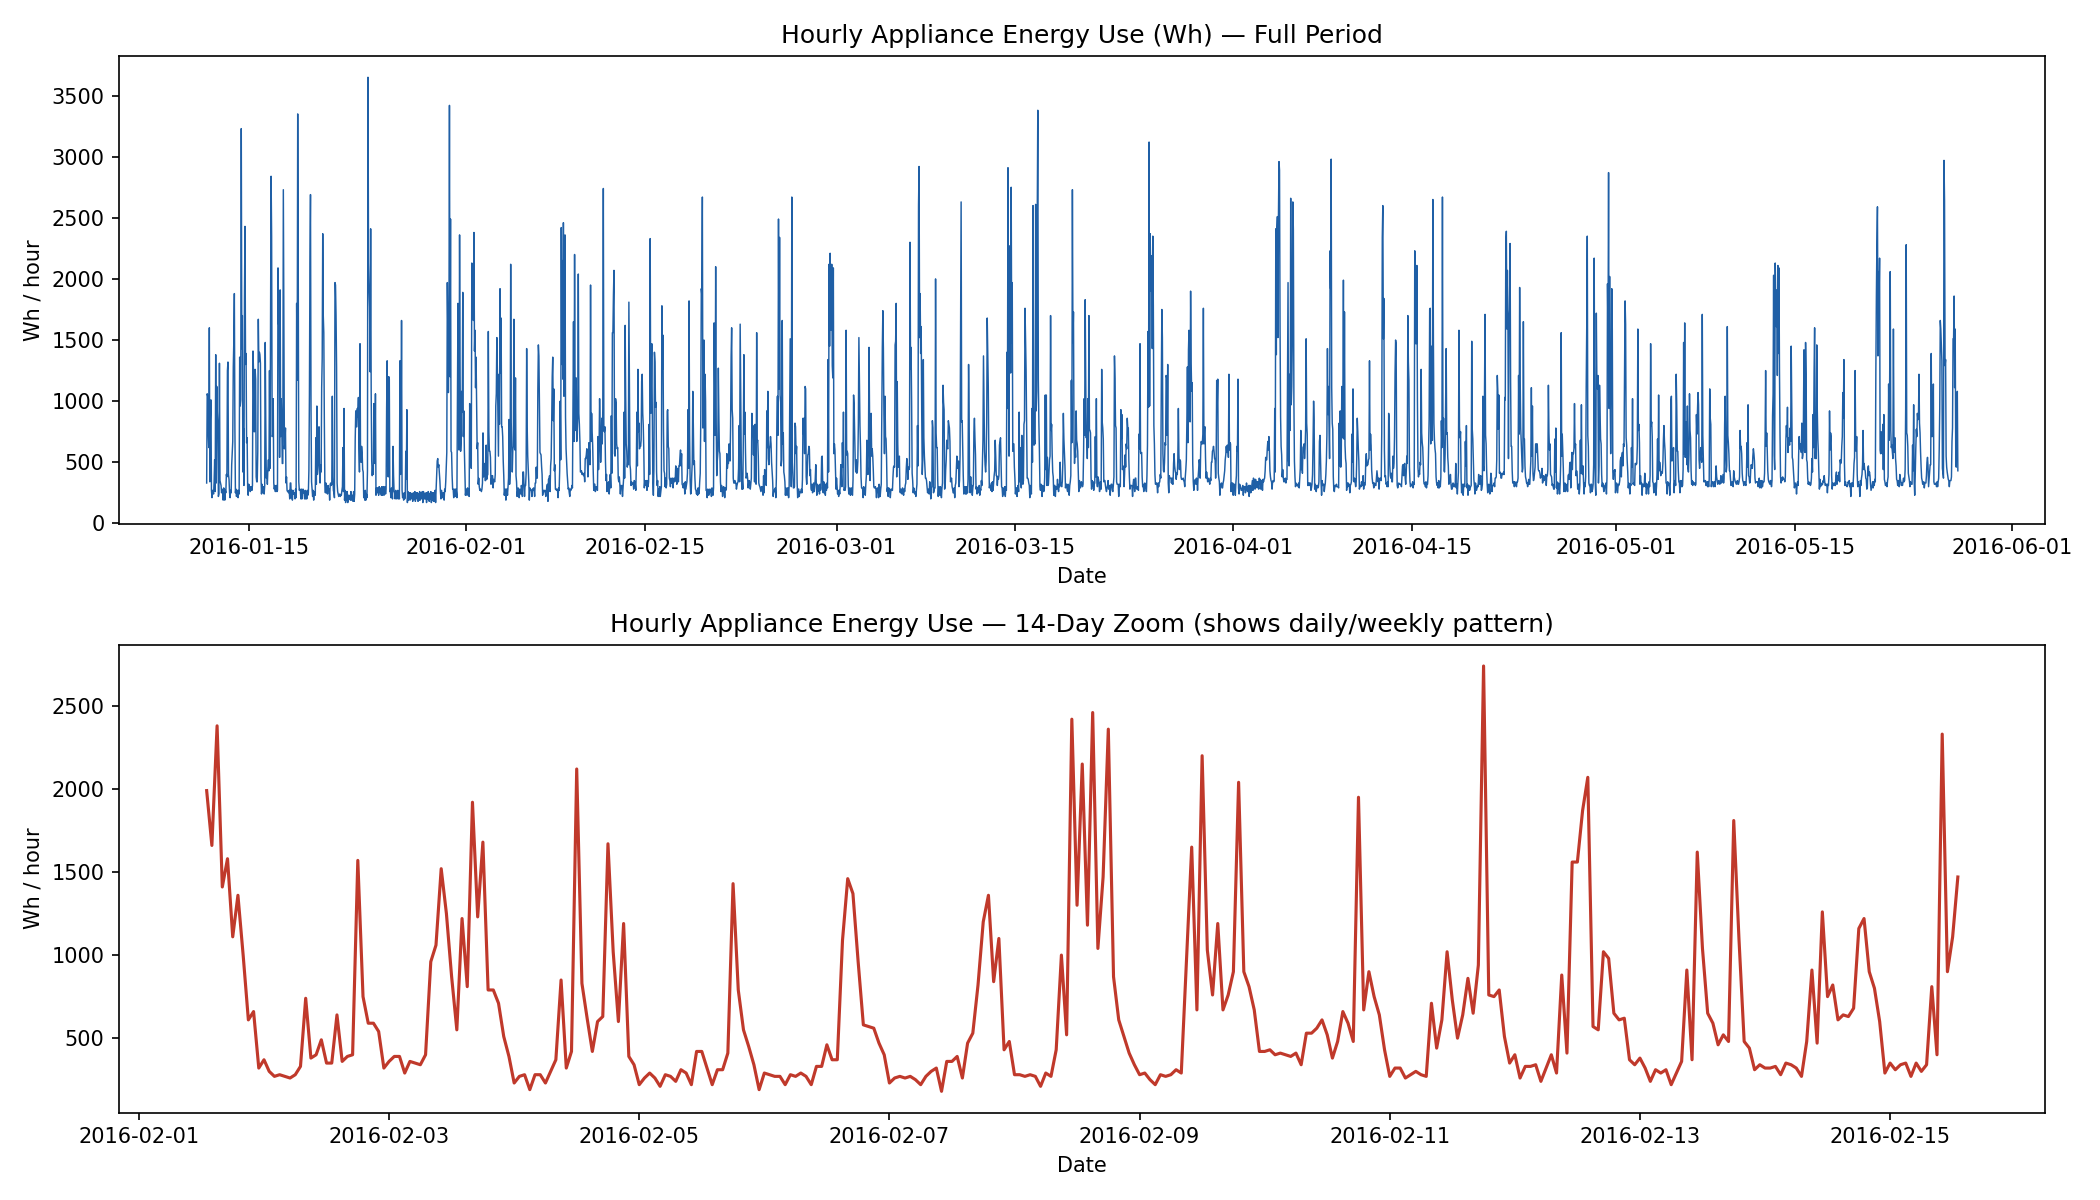 Hourly Appliance Energy Use (Wh) — Full Period
3500
3000
2500
2000
1500
1000
500
0
Wh / hour
2016-01-15 2016-02-01 2016-02-15 2016-03-01 2016-03-15 2016-04-01 2016-04-15 2016-05-01 2016-05-15 2016-06-01
Date
Hourly Appliance Energy Use — 14-Day Zoom (shows daily/weekly pattern)
2500
2000
1500
1000
500
Wh / hour
2016-02-01 2016-02-03 2016-02-05 2016-02-07 2016-02-09 2016-02-11 2016-02-13 2016-02-15
Date